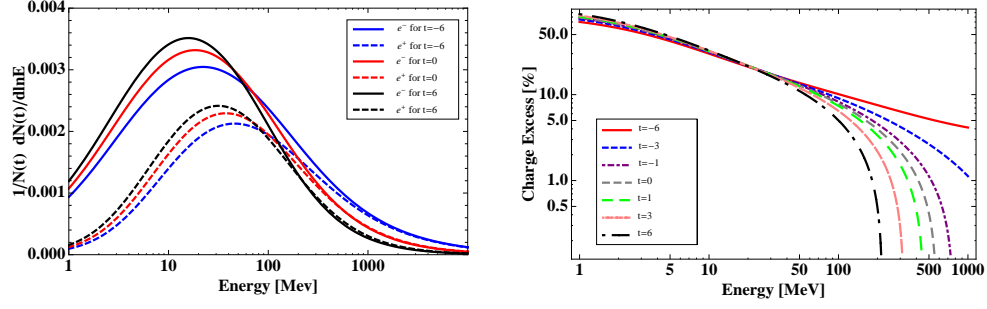 0.004
0.003
0.002
0.001
0.000
1/N(t) dN(t)/dlnE
1 10 100 1000
Energy [Mev]
e⁻ for t=−6
e⁺ for t=−6
e⁻ for t=0
e⁺ for t=0
e⁻ for t=6
e⁺ for t=6
50.0
10.0
5.0
1.0
0.5
Charge Excess [%]
t=−6
t=−3
t=−1
t=0
t=1
t=3
t=6
1 5 10 50 100 500 1000
Energy [MeV]